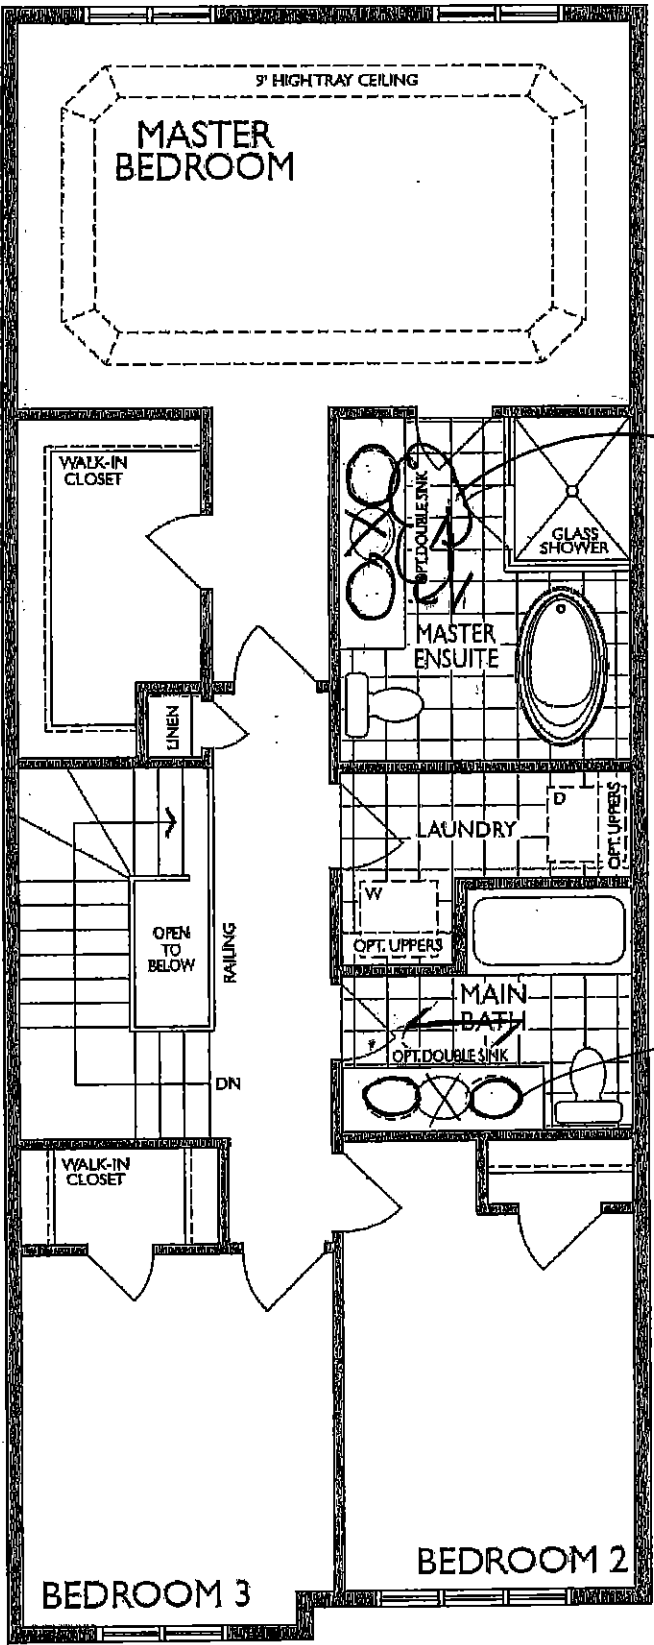 9' HIGH TRAY CEILING
MASTER
BEDROOM
WALK-IN
CLOSET
OPT. DOUBLE SINK
GLASS
SHOWER
MASTER
ENSUITE
LINEN
LAUNDRY
D
OPT. UPPERS
W
OPT. UPPERS
OPEN
TO
BELOW
RAILING
MAIN
BATH
OPT. DOUBLE SINK
DN
WALK-IN
CLOSET
BEDROOM 2
BEDROOM 3